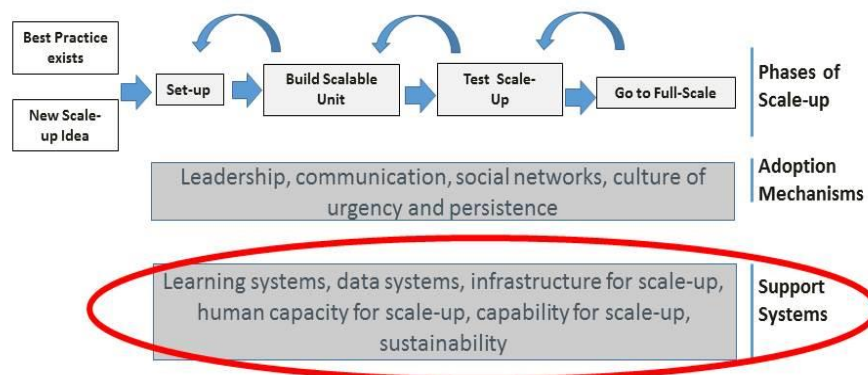 Best Practice
exists
New Scale-
up Idea
Set-up
Build Scalable
Unit
Test Scale-
Up
Go to Full-Scale
Phases of
Scale-up
Leadership, communication, social networks, culture of
urgency and persistence
Adoption
Mechanisms
Learning systems, data systems, infrastructure for scale-up,
human capacity for scale-up, capability for scale-up,
sustainability
Support
Systems